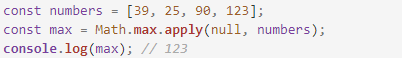 const numbers = [39, 25, 90, 123];
const max = Math.max.apply(null, numbers);
console.log(max); // 123